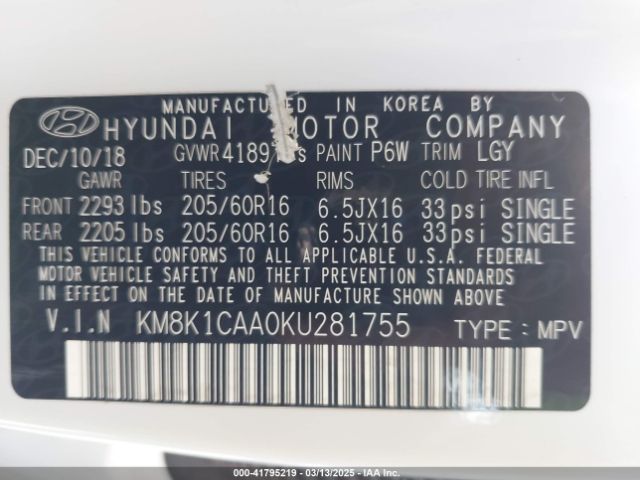 MANUFACTURED IN KOREA BY
HYUNDAI MOTOR COMPANY
DEC/10/18 GVWR 4189 lbs PAINT P6W TRIM LGY
GAWR TIRES RIMS COLD TIRE INFL
FRONT 2293 lbs 205/60R16 6.5JX16 33psi SINGLE
REAR 2205 lbs 205/60R16 6.5JX16 33psi SINGLE
THIS VEHICLE CONFORMS TO ALL APPLICABLE U.S.A. FEDERAL
MOTOR VEHICLE SAFETY AND THEFT PREVENTION STANDARDS
IN EFFECT ON THE DATE OF MANUFACTURE SHOWN ABOVE
V.I.N KM8K1CAA0KU281755 TYPE : MPV
000-41795219 - 03/13/2025 - IAA Inc.